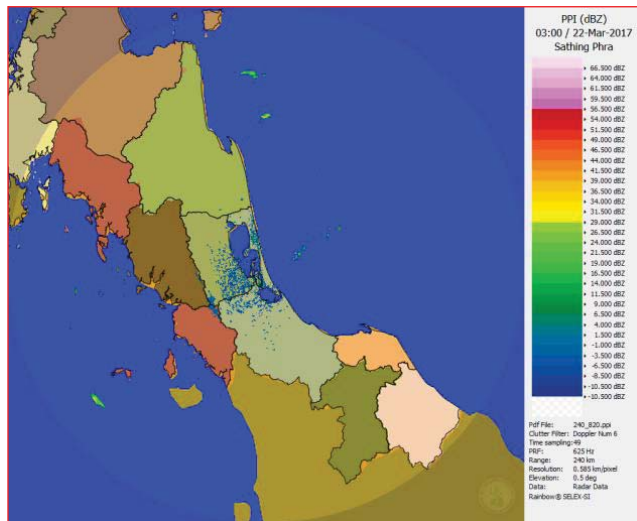 PPI (dBZ)
03:00 / 22-Mar-2017
Sathing Phra
66.500 dBZ
64.000 dBZ
61.500 dBZ
59.500 dBZ
56.500 dBZ
54.000 dBZ
51.500 dBZ
49.000 dBZ
46.500 dBZ
44.000 dBZ
41.500 dBZ
39.000 dBZ
36.500 dBZ
34.000 dBZ
31.500 dBZ
29.000 dBZ
26.500 dBZ
24.000 dBZ
21.500 dBZ
19.000 dBZ
16.500 dBZ
14.000 dBZ
11.500 dBZ
9.000 dBZ
6.500 dBZ
4.000 dBZ
1.500 dBZ
-1.000 dBZ
-3.500 dBZ
-6.000 dBZ
-8.500 dBZ
-10.500 dBZ
-10.500 dBZ
Pdf File: 240_820.ppi
Clutter Filter: Doppler Num 6
Time sampling: 49
PRF: 625 Hz
Range: 240 km
Resolution: 0.585 km/pixel
Elevation: 0.5 deg
Data: Radar Data
Rainbow® SELEX-SI